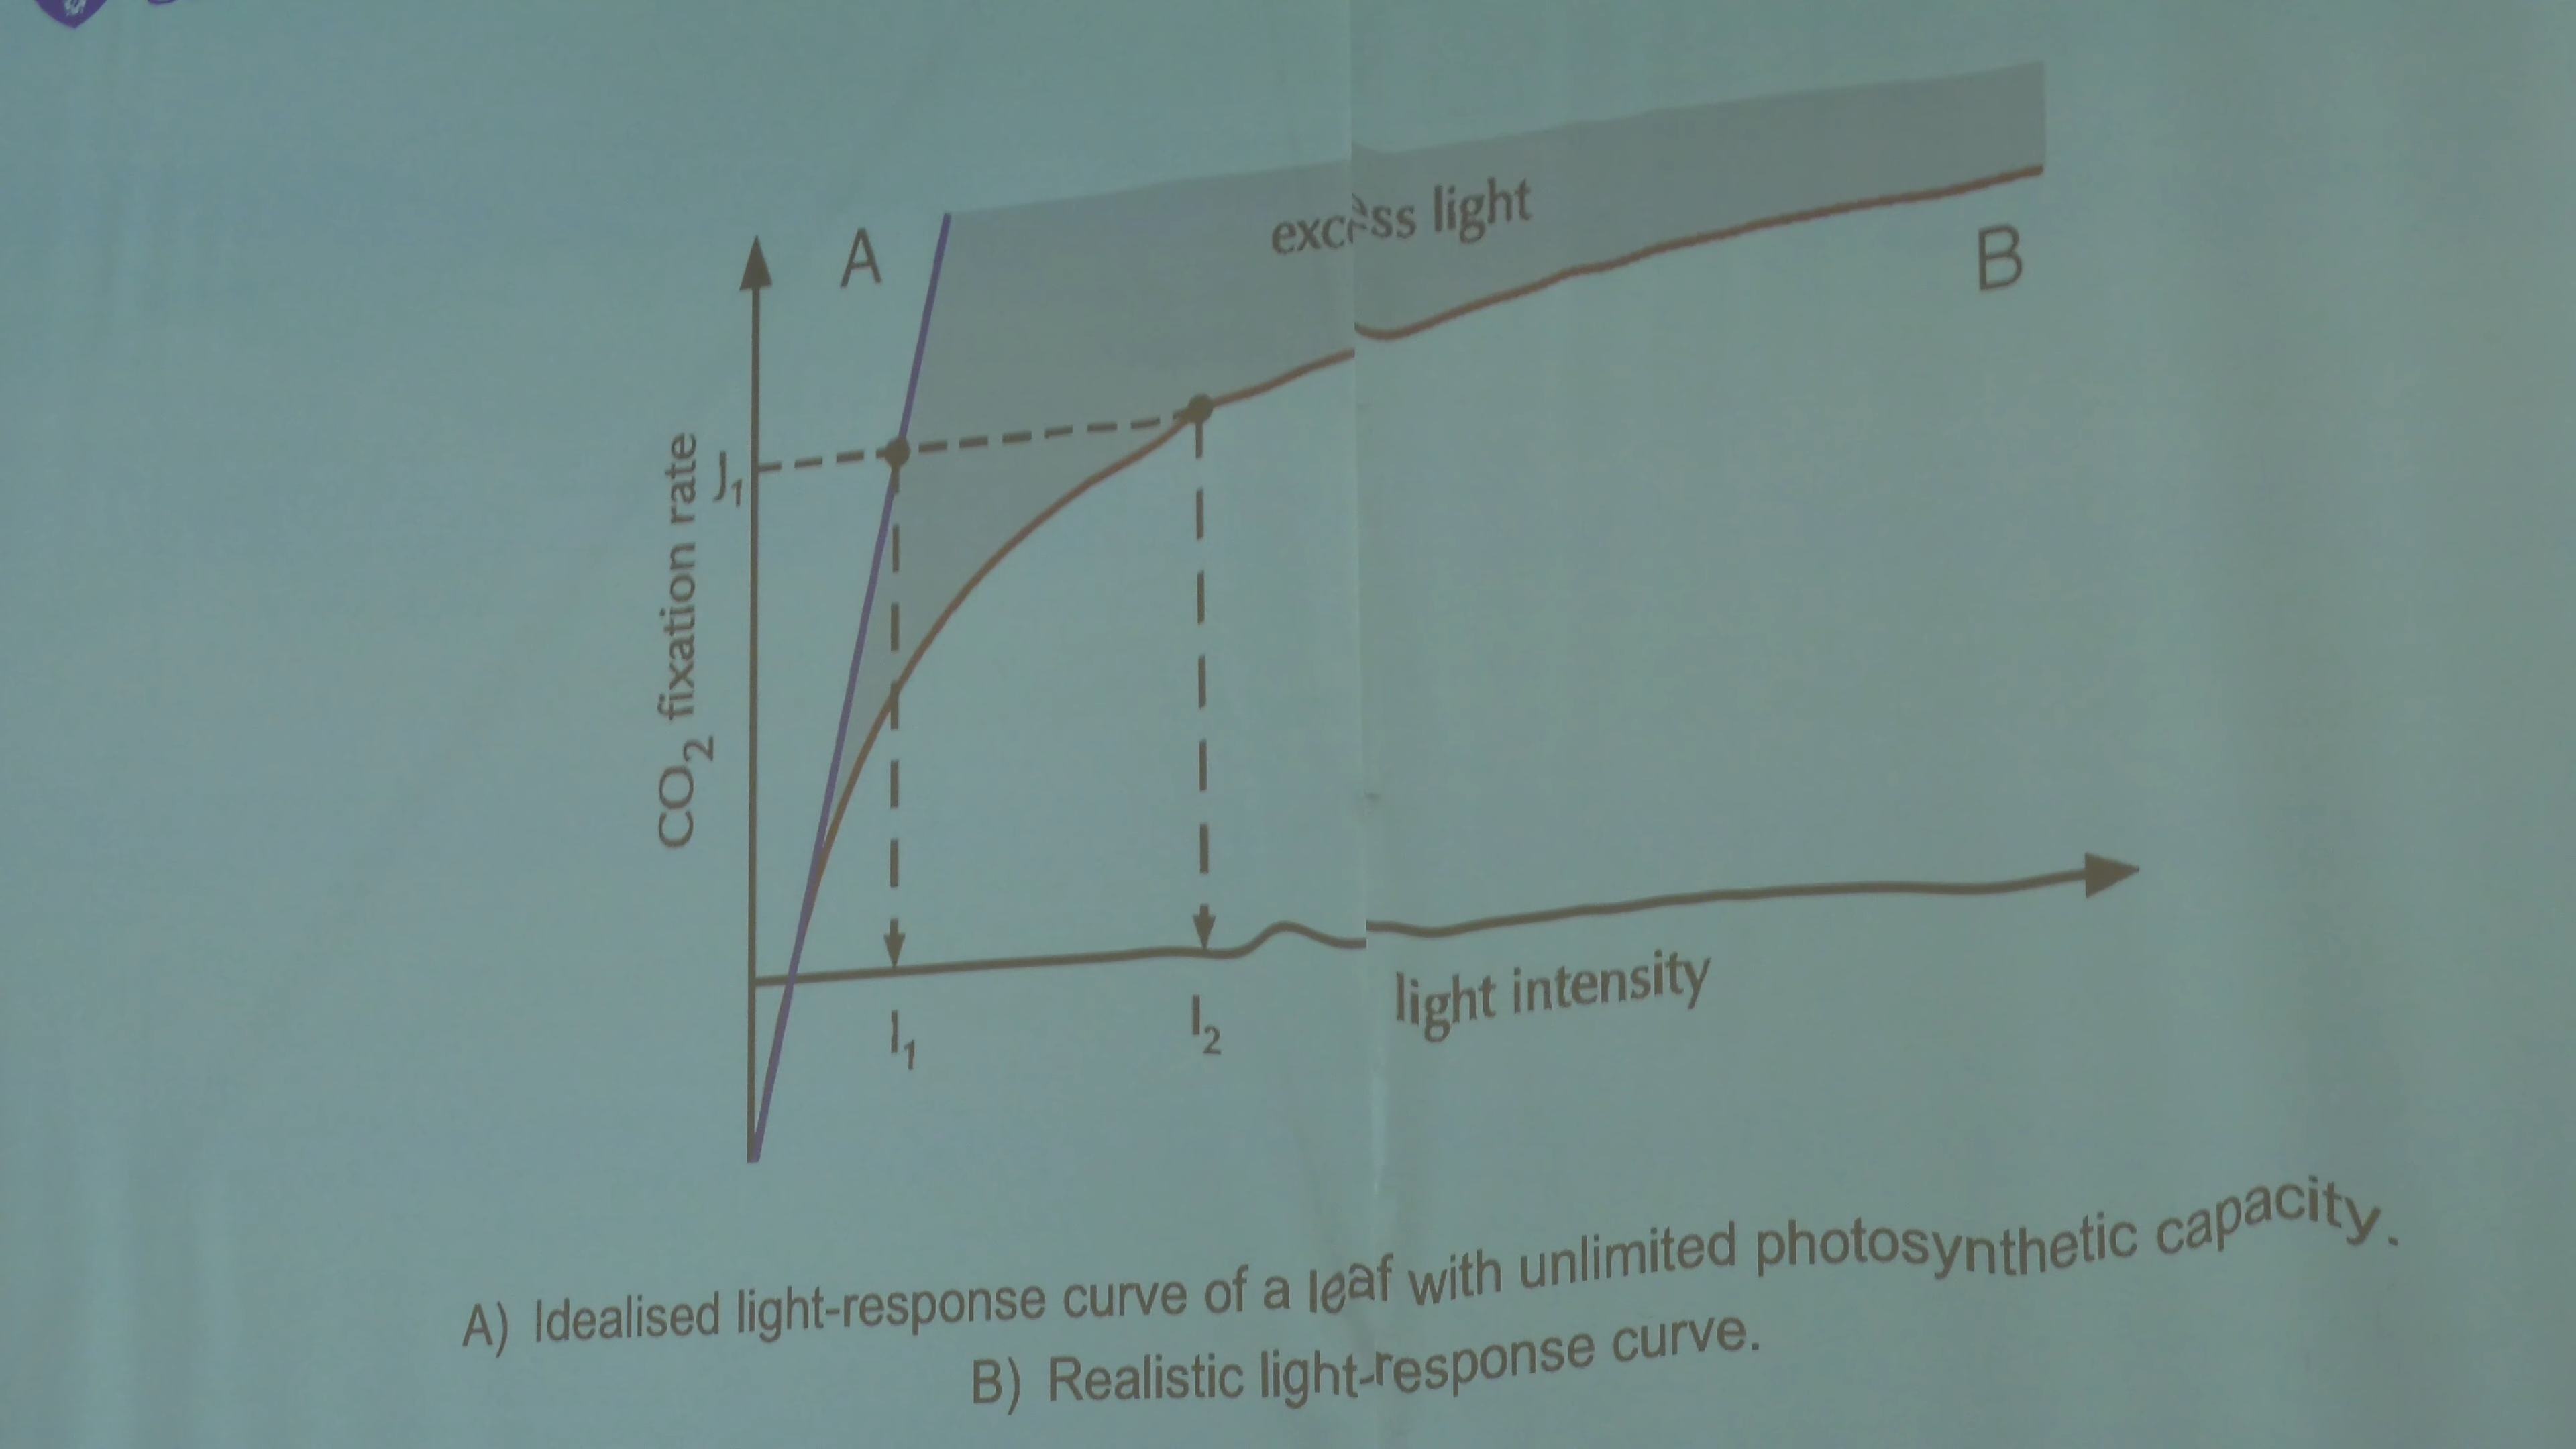 A
excess light
B
CO₂ fixation rate
J₁
I₁
I₂
light intensity
A) Idealised light-response curve of a leaf with unlimited photosynthetic capacity.
B) Realistic light-response curve.